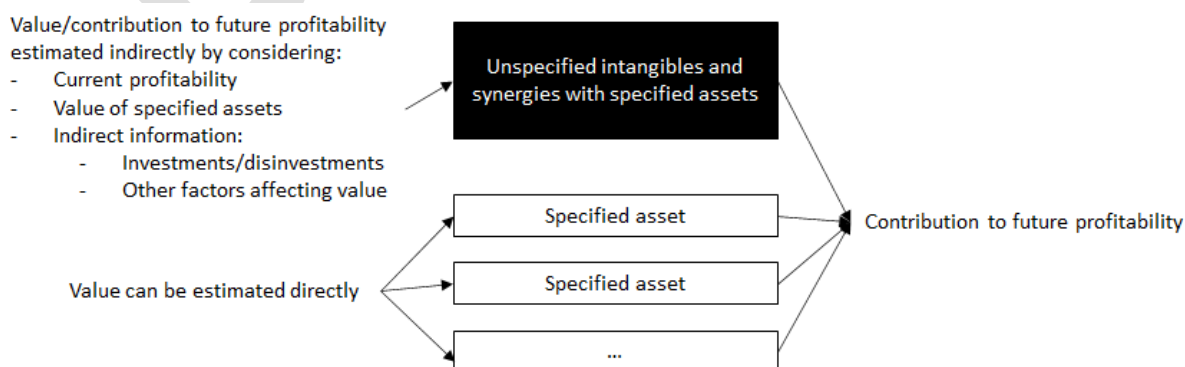 Value/contribution to future profitability
estimated indirectly by considering:
- Current profitability
- Value of specified assets
- Indirect information:
- Investments/disinvestments
- Other factors affecting value
Unspecified intangibles and
synergies with specified assets
Specified asset
Contribution to future profitability
Specified asset
Value can be estimated directly
...